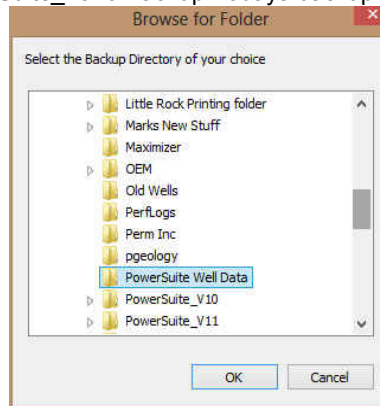 Browse for Folder
Select the Backup Directory of your choice
Little Rock Printing folder
Marks New Stuff
Maximizer
OEM
Old Wells
PerfLogs
Perm Inc
pgeology
PowerSuite Well Data
PowerSuite_V10
PowerSuite_V11
OK
Cancel